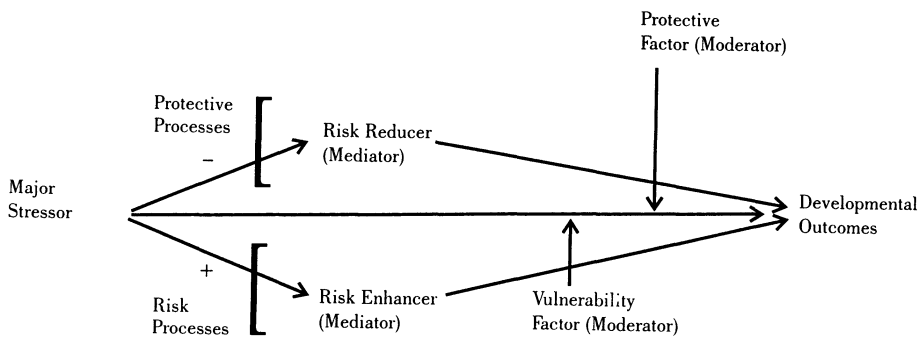 Protective
Factor (Moderator)
Protective
Processes
−
Risk Reducer
(Mediator)
Major
Stressor
Developmental
Outcomes
+
Risk
Processes
Risk Enhancer
(Mediator)
Vulnerability
Factor (Moderator)